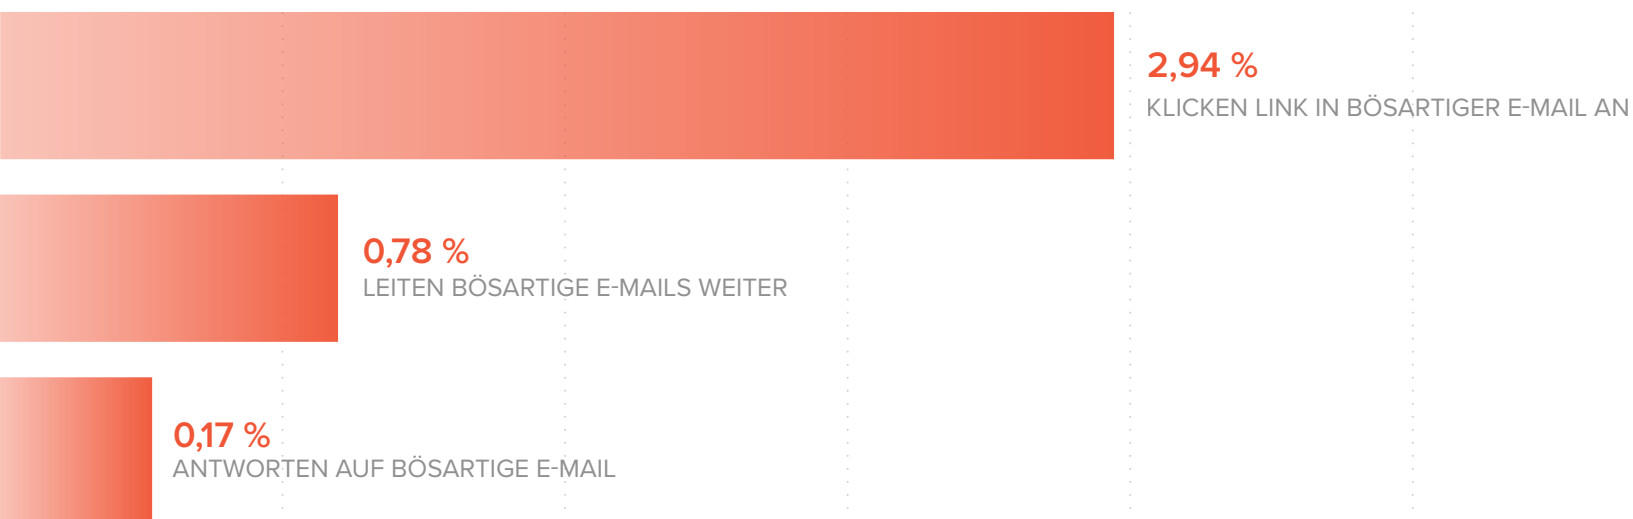 2,94 %
KLICKEN LINK IN BÖSARTIGER E-MAIL AN
0,78 %
LEITEN BÖSARTIGE E-MAILS WEITER
0,17 %
ANTWORTEN AUF BÖSARTIGE E-MAIL